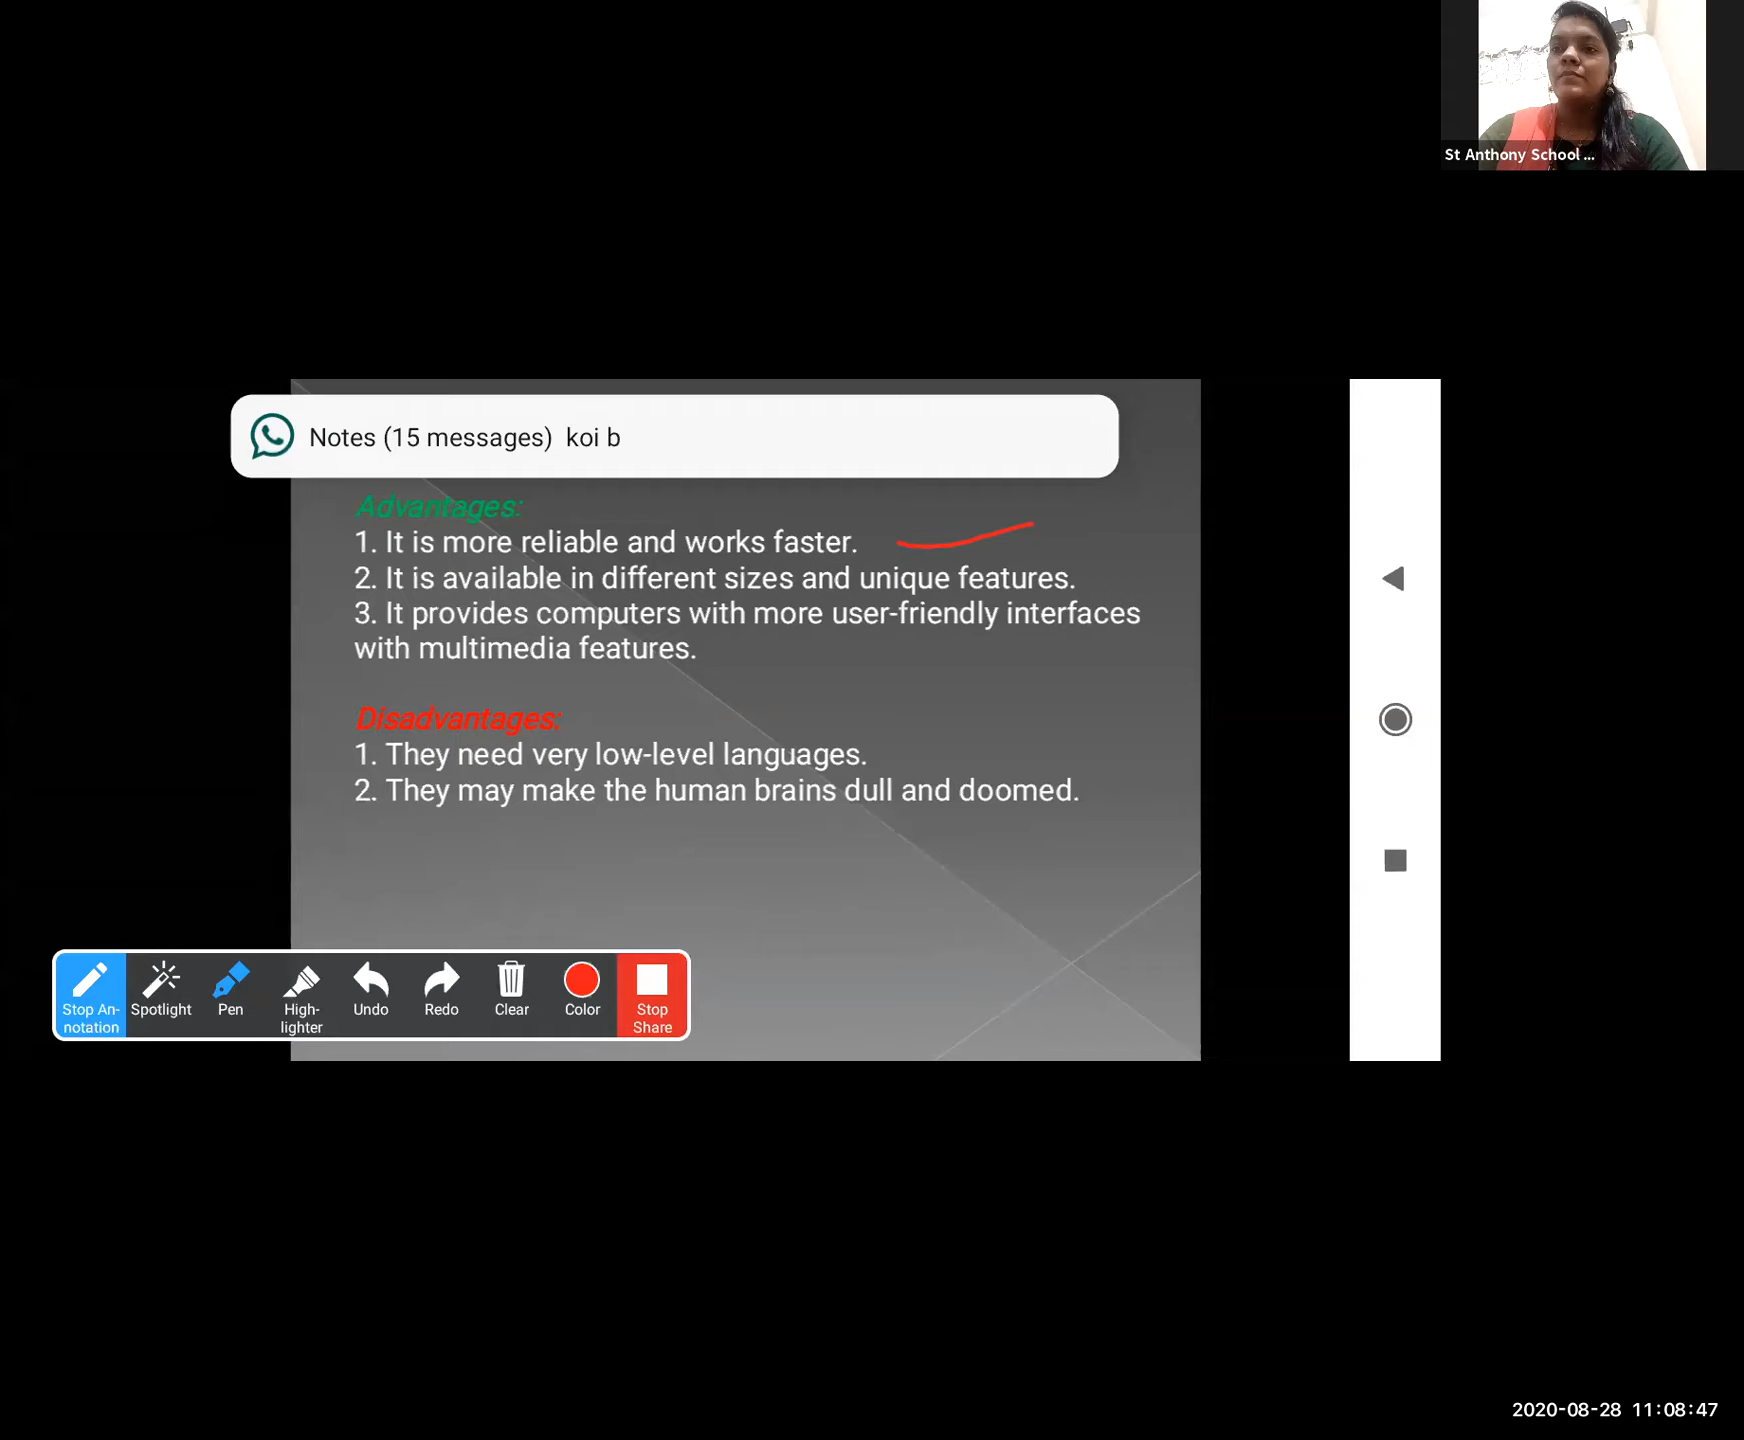 St Anthony School ...
Notes (15 messages)  koi b
Advantages:
1. It is more reliable and works faster.
2. It is available in different sizes and unique features.
3. It provides computers with more user-friendly interfaces
with multimedia features.
Disadvantages:
1. They need very low-level languages.
2. They may make the human brains dull and doomed.
Stop An-
notation
Spotlight
Pen
High-
lighter
Undo
Redo
Clear
Color
Stop
Share
2020-08-28 11:08:47